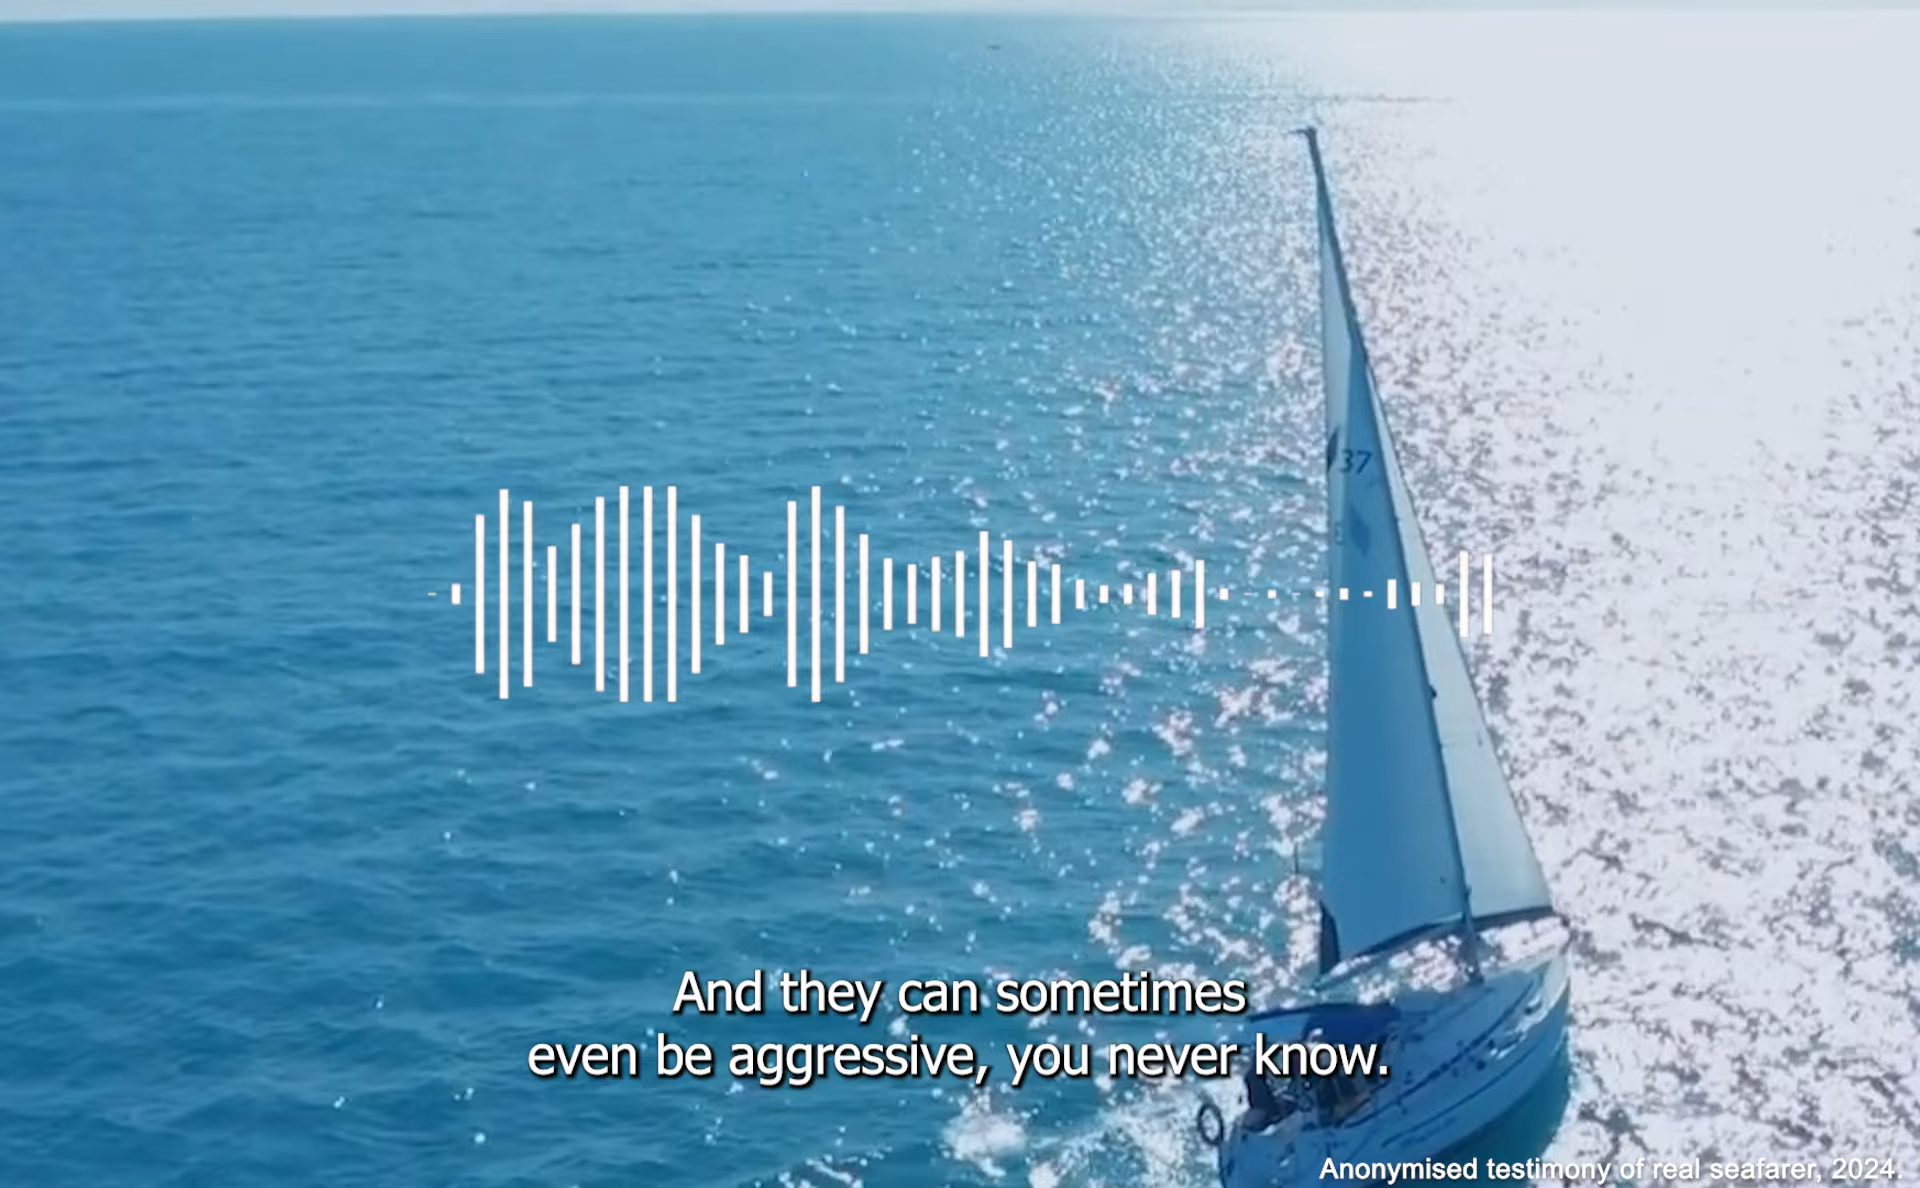 37
And they can sometimes
even be aggressive, you never know.
Anonymised testimony of real seafarer, 2024.